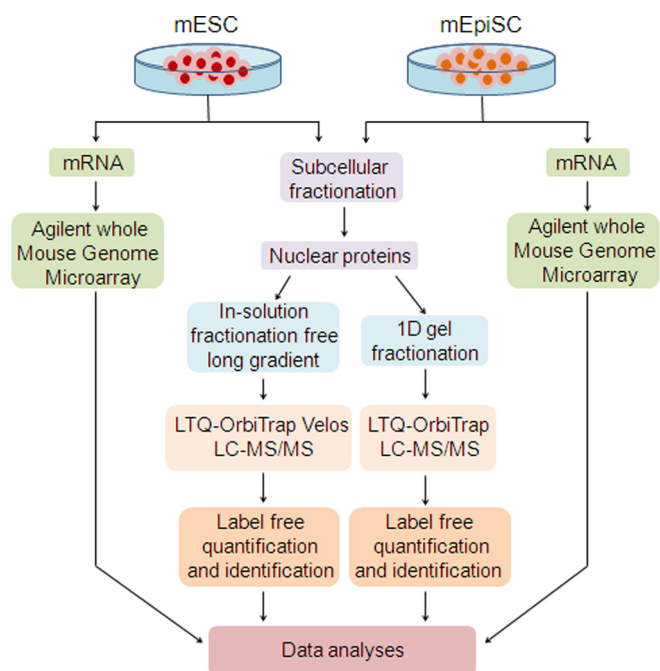 mESC
mEpiSC
mRNA
Subcellular
fractionation
mRNA
Agilent whole
Mouse Genome
Microarray
Agilent whole
Mouse Genome
Microarray
Nuclear proteins
In-solution
fractionation free
long gradient
1D gel
fractionation
LTQ-OrbiTrap Velos
LC-MS/MS
LTQ-OrbiTrap
LC-MS/MS
Label free
quantification
and identification
Label free
quantification
and identification
Data analyses